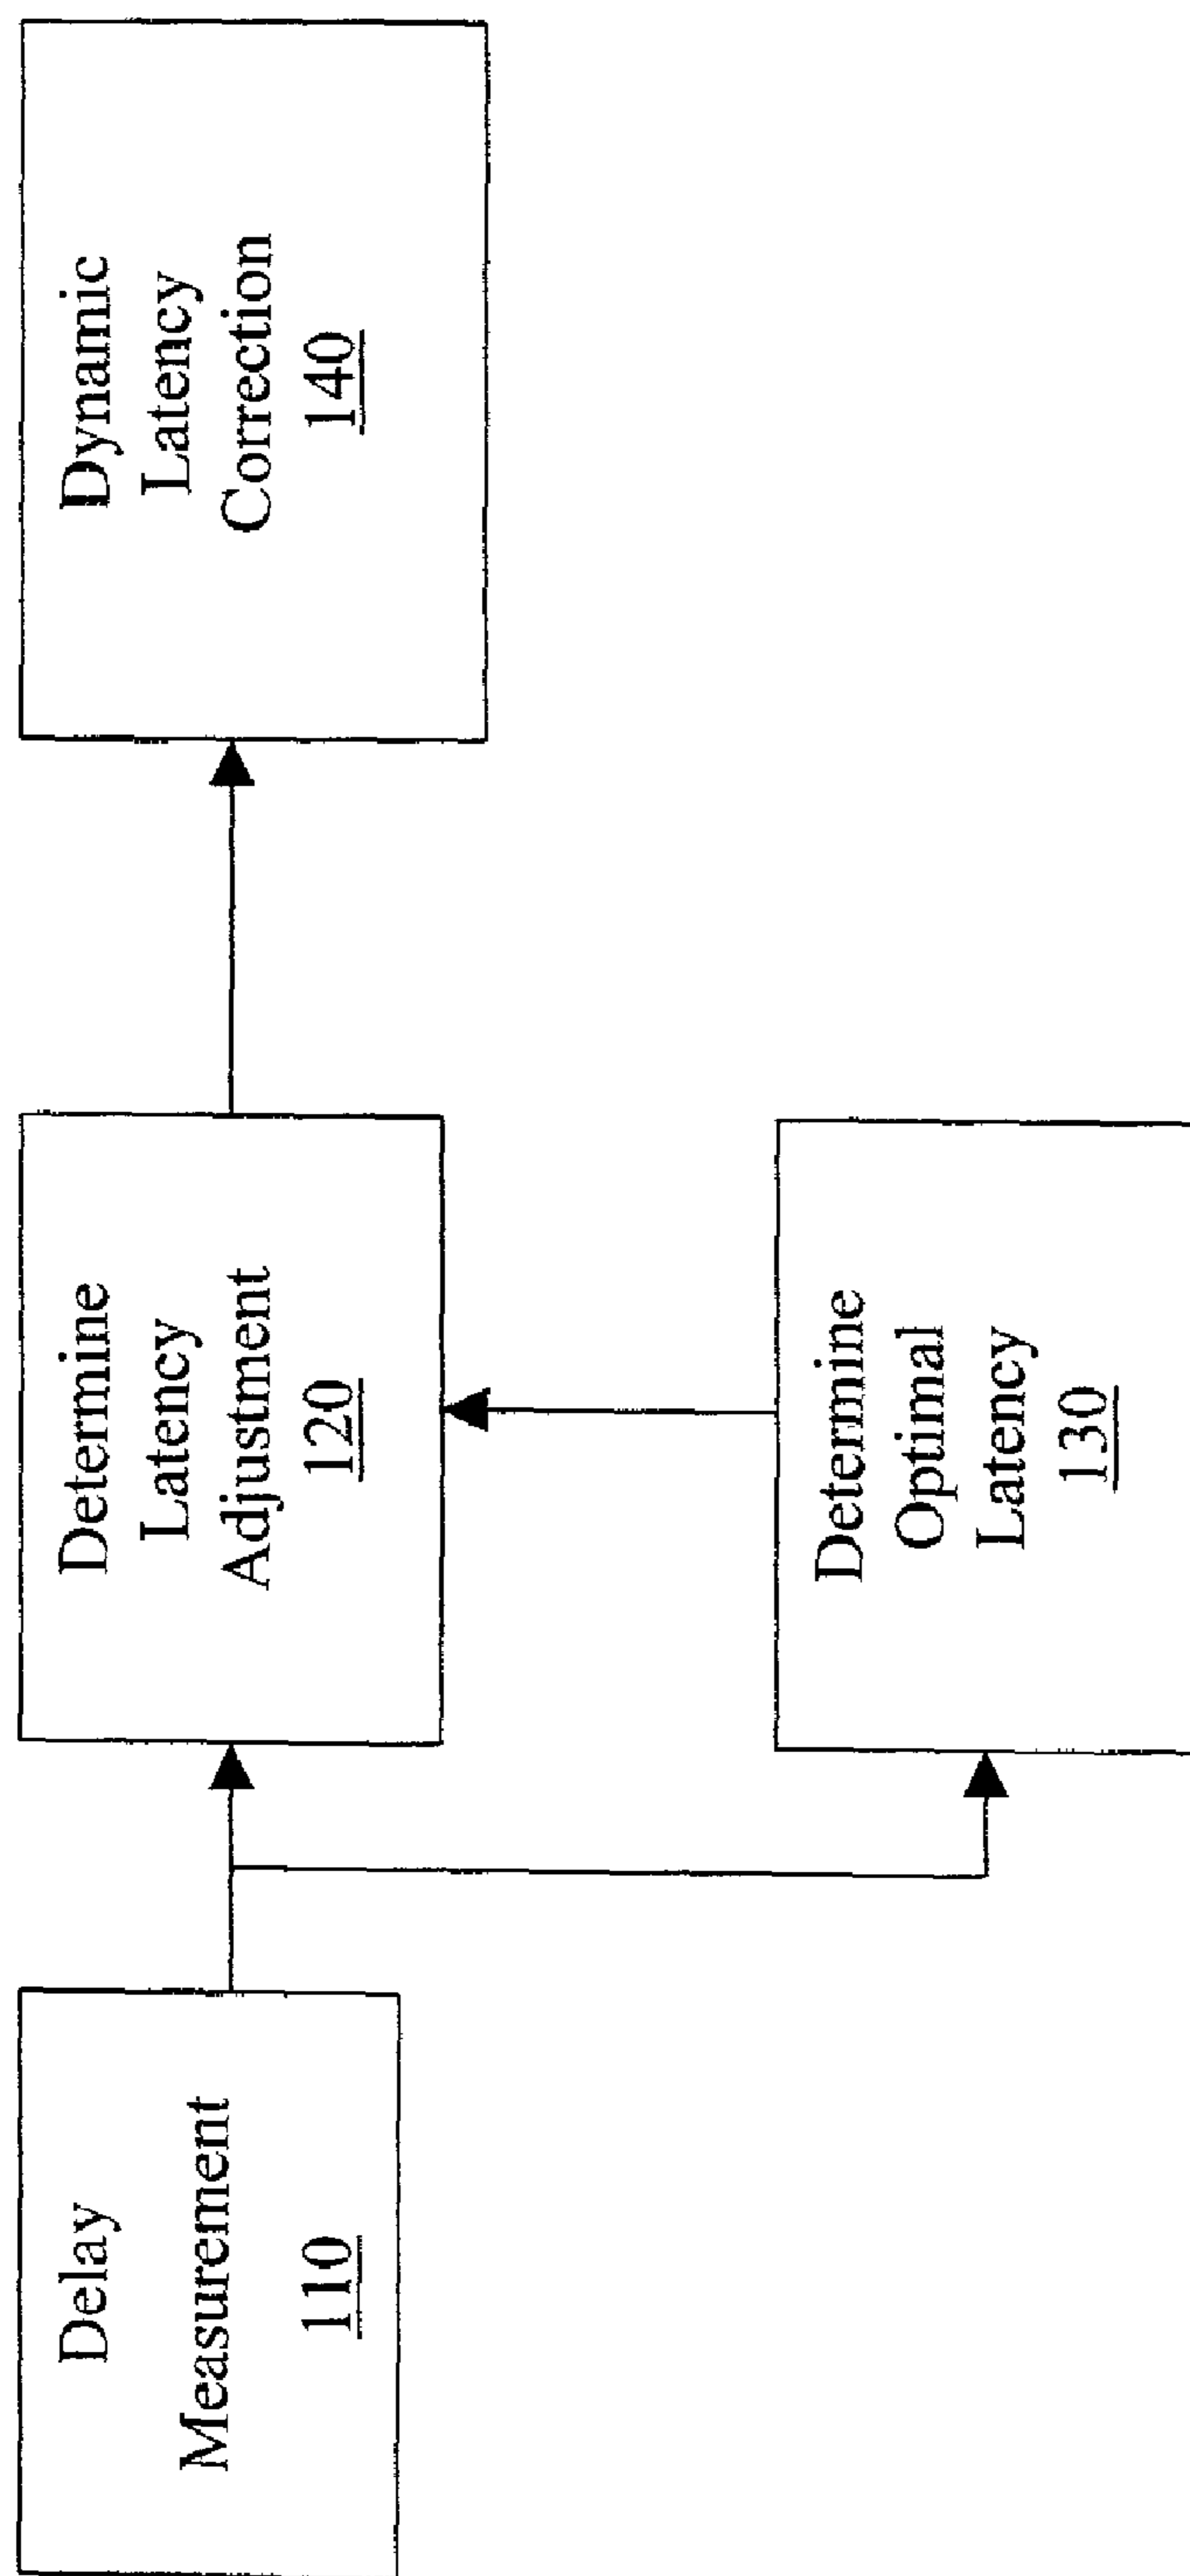 Delay
Measurement
110
Determine
Latency
Adjustment
120
Determine
Optimal
Latency
130
Dynamic
Latency
Correction
140